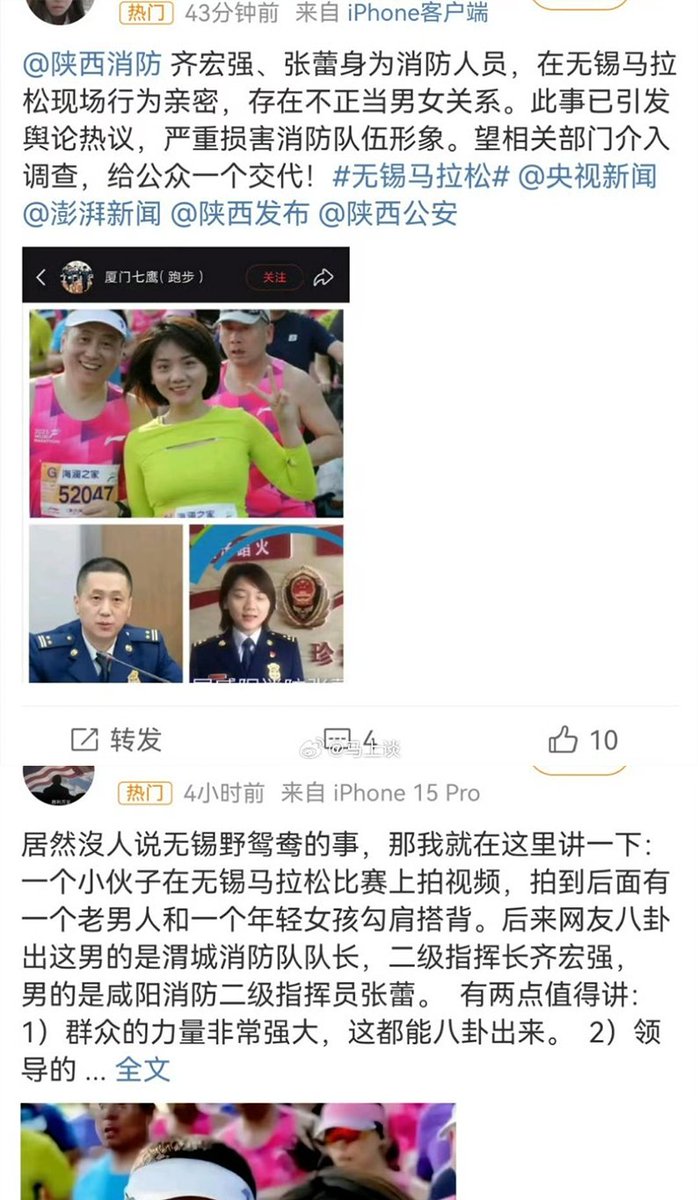 热门 43分钟前 来自 iPhone客户端
@陕西消防 齐宏强、张蕾身为消防人员，在无锡马拉
松现场行为亲密，存在不正当男女关系。此事已引发
舆论热议，严重损害消防队伍形象。望相关部门介入
调查，给公众一个交代！#无锡马拉松# @央视新闻
@澎湃新闻 @陕西发布 @陕西公安
厦门七鹰(跑步) 关注
G 海澜之家
52047
海澜之家
蹈火
珍
转发 4 10
@马上谈
热门 4小时前 来自 iPhone 15 Pro
居然沒人说无锡野鸳鸯的事，那我就在这里讲一下：
一个小伙子在无锡马拉松比赛上拍视频，拍到后面有
一个老男人和一个年轻女孩勾肩搭背。后来网友八卦
出这男的是渭城消防队队长，二级指挥长齐宏强，
男的是咸阳消防二级指挥员张蕾。 有两点值得讲：
1）群众的力量非常强大，这都能八卦出来。 2）领
导的 ... 全文